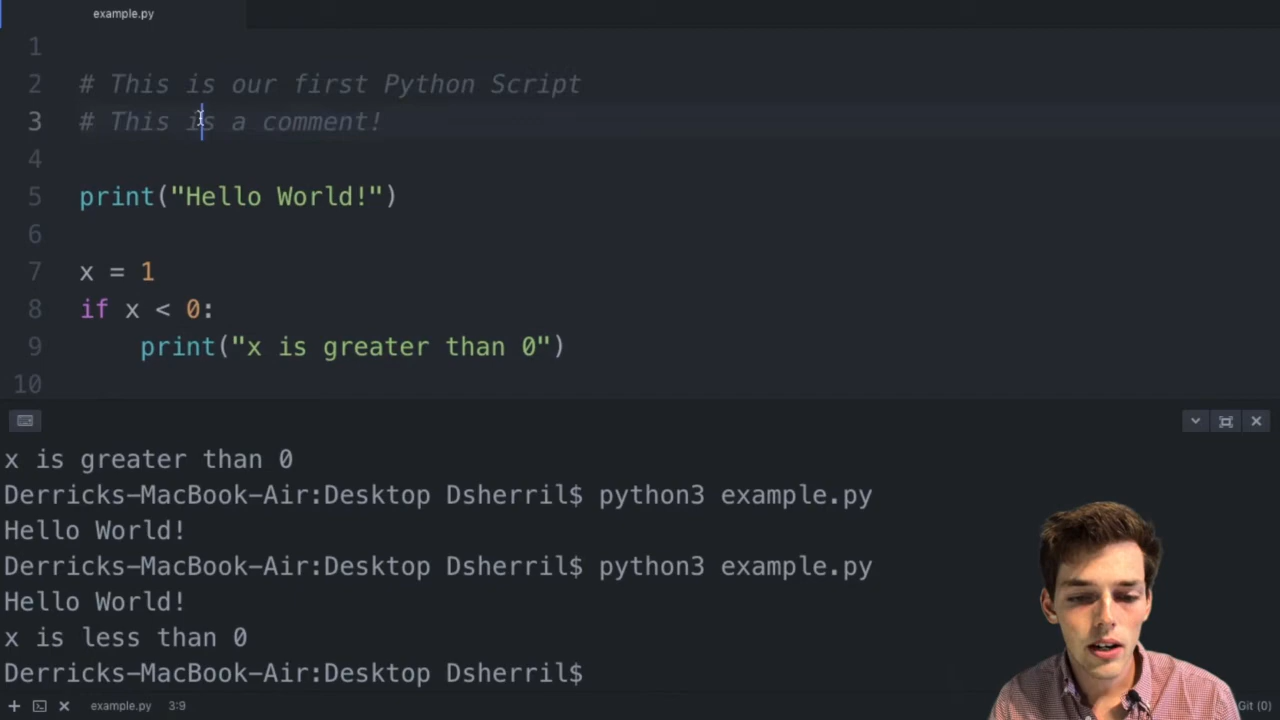 example.py
1
2 # This is our first Python Script
3 # This is a comment!
4
5 print("Hello World!")
6
7 x = 1
8 if x < 0:
9 print("x is greater than 0")
10
x is greater than 0
Derricks-MacBook-Air:Desktop Dsherril$ python3 example.py
Hello World!
Derricks-MacBook-Air:Desktop Dsherril$ python3 example.py
Hello World!
x is less than 0
Derricks-MacBook-Air:Desktop Dsherril$
example.py 3:9 Git (0)